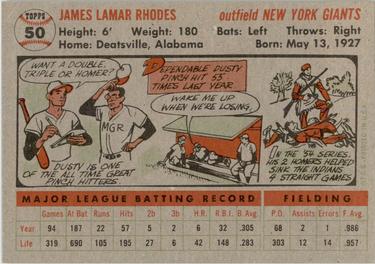 TOPPS
50
JAMES LAMAR RHODES
outfield NEW YORK GIANTS
Height: 6' Weight: 180 Bats: Left Throws: Right
Home: Deatsville, Alabama Born: May 13, 1927
WANT A DOUBLE,
TRIPLE OR HOMER?
MGR
DUSTY IS ONE
OF THE ALL TIME GREAT
PINCH HITTERS.
DEPENDABLE DUSTY
PINCH HIT 53
TIMES LAST YEAR
WAKE ME UP
WHEN WE'RE LOSING.
IN THE '54 SERIES,
HIS 2 HOMERS HELPED
SINK THE INDIANS
4 STRAIGHT GAMES
MAJOR LEAGUE BATTING RECORD FIELDING
Games At Bat Runs Hits 2b 3b H.R. R.B.I. B. Avg. P.O. Assists Errors F. Avg.
Year 94 187 22 57 5 2 6 32 .305 68 2 1 .986
Life 319 690 195 195 27 6 42 148 .283 303 12 14 .957